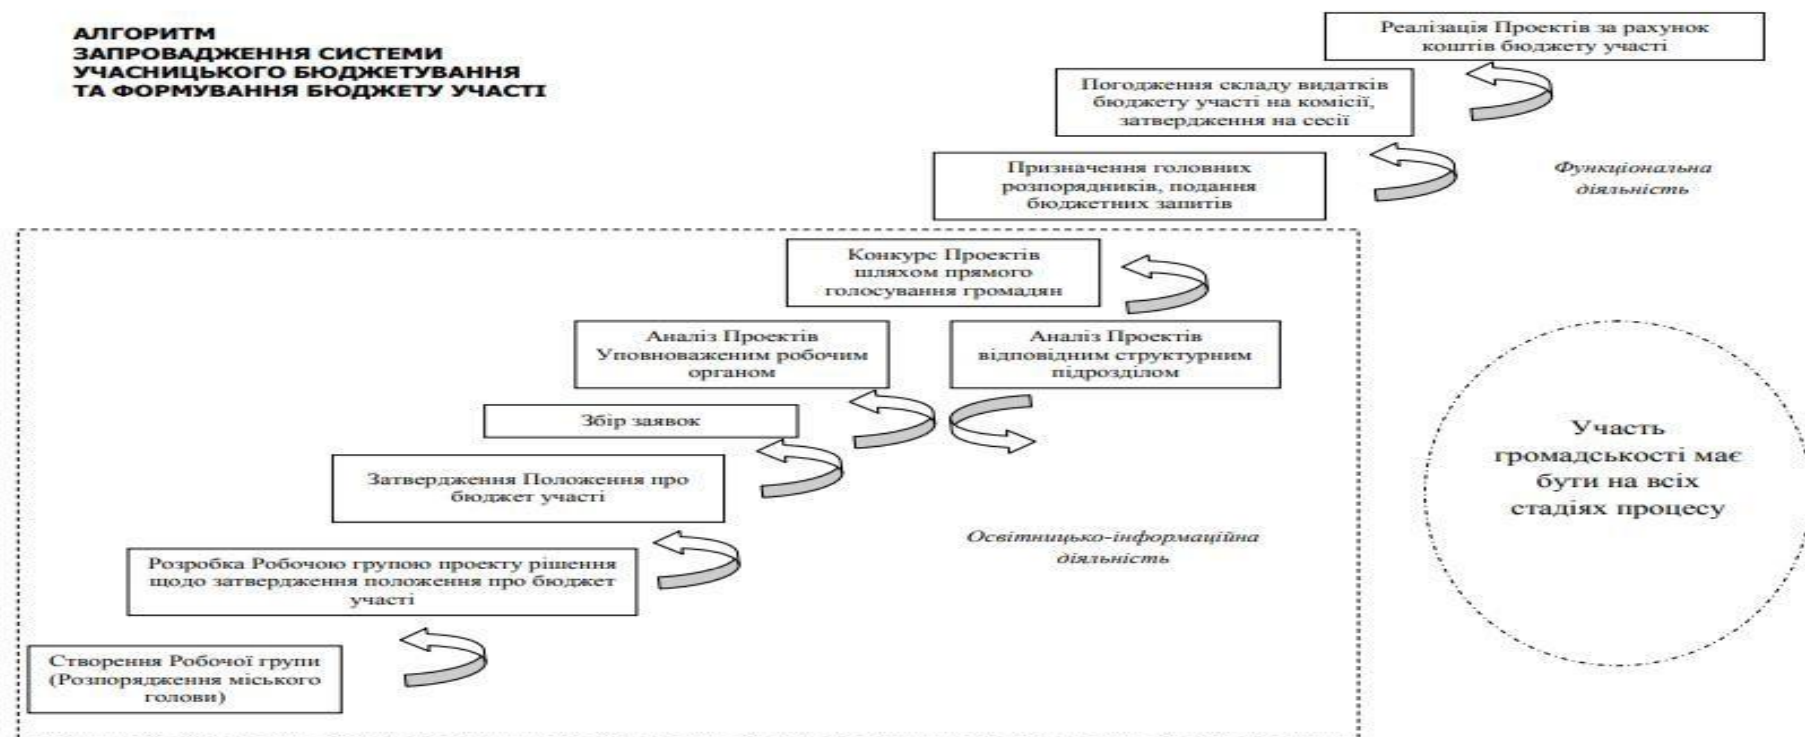 АЛГОРИТМ
ЗАПРОВАДЖЕННЯ СИСТЕМИ
УЧАСНИЦЬКОГО БЮДЖЕТУВАННЯ
ТА ФОРМУВАННЯ БЮДЖЕТУ УЧАСТІ
Реалізація Проектів за рахунок
коштів бюджету участі
Погодження складу видатків
бюджету участі на комісії,
затвердження на сесії
Призначення головних
розпорядників, подання
бюджетних запитів
Функціональна
діяльність
Конкурс Проектів
шляхом прямого
голосування громадян
Аналіз Проектів
Уповноваженим робочим
органом
Аналіз Проектів
відповідним структурним
підрозділом
Збір заявок
Затвердження Положення про
бюджет участі
Участь
громадськості має
бути на всіх
стадіях процесу
Освітницько-інформаційна
діяльність
Розробка Робочою групою проекту рішення
щодо затвердження положення про бюджет
участі
Створення Робочої групи
(Розпорядження міського
голови)